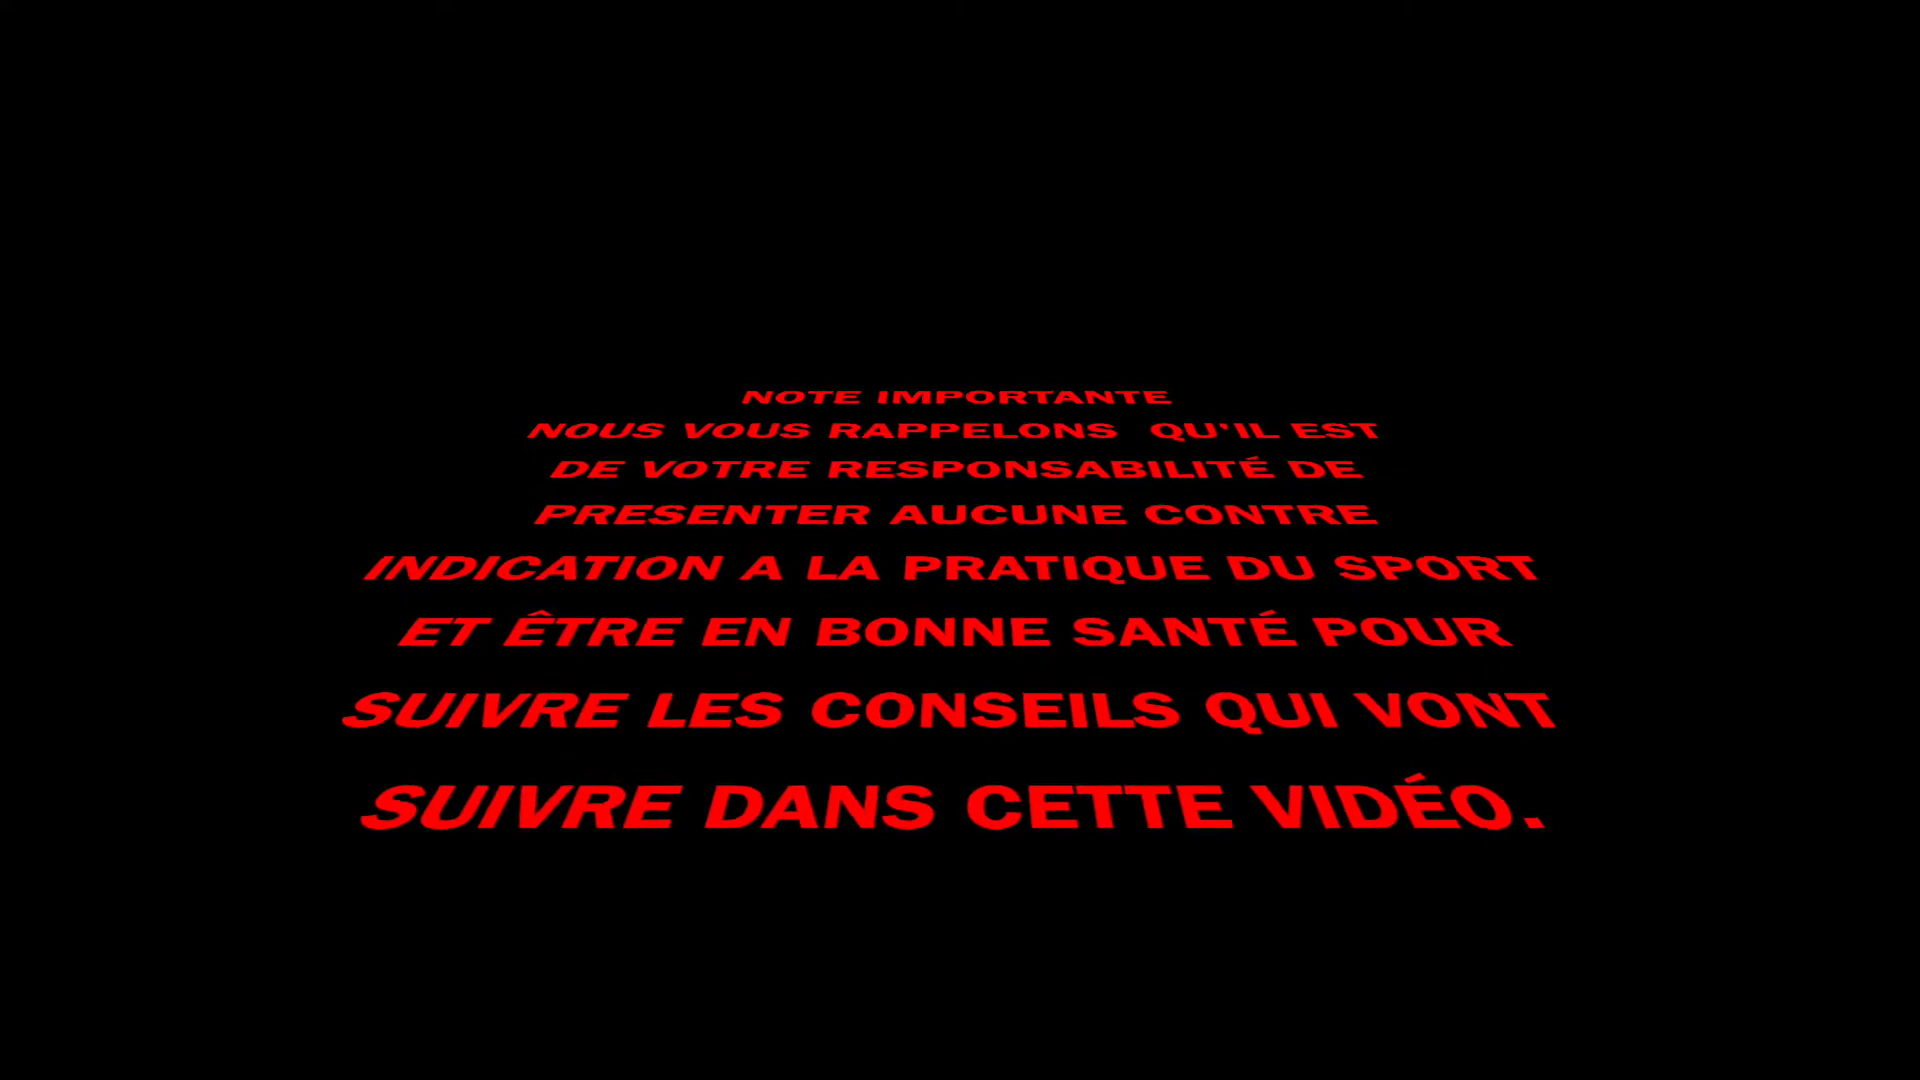 NOTE IMPORTANTE
NOUS VOUS RAPPELONS QU'IL EST
DE VOTRE RESPONSABILITÉ DE
PRESENTER AUCUNE CONTRE
INDICATION A LA PRATIQUE DU SPORT
ET ÊTRE EN BONNE SANTÉ POUR
SUIVRE LES CONSEILS QUI VONT
SUIVRE DANS CETTE VIDÉO.